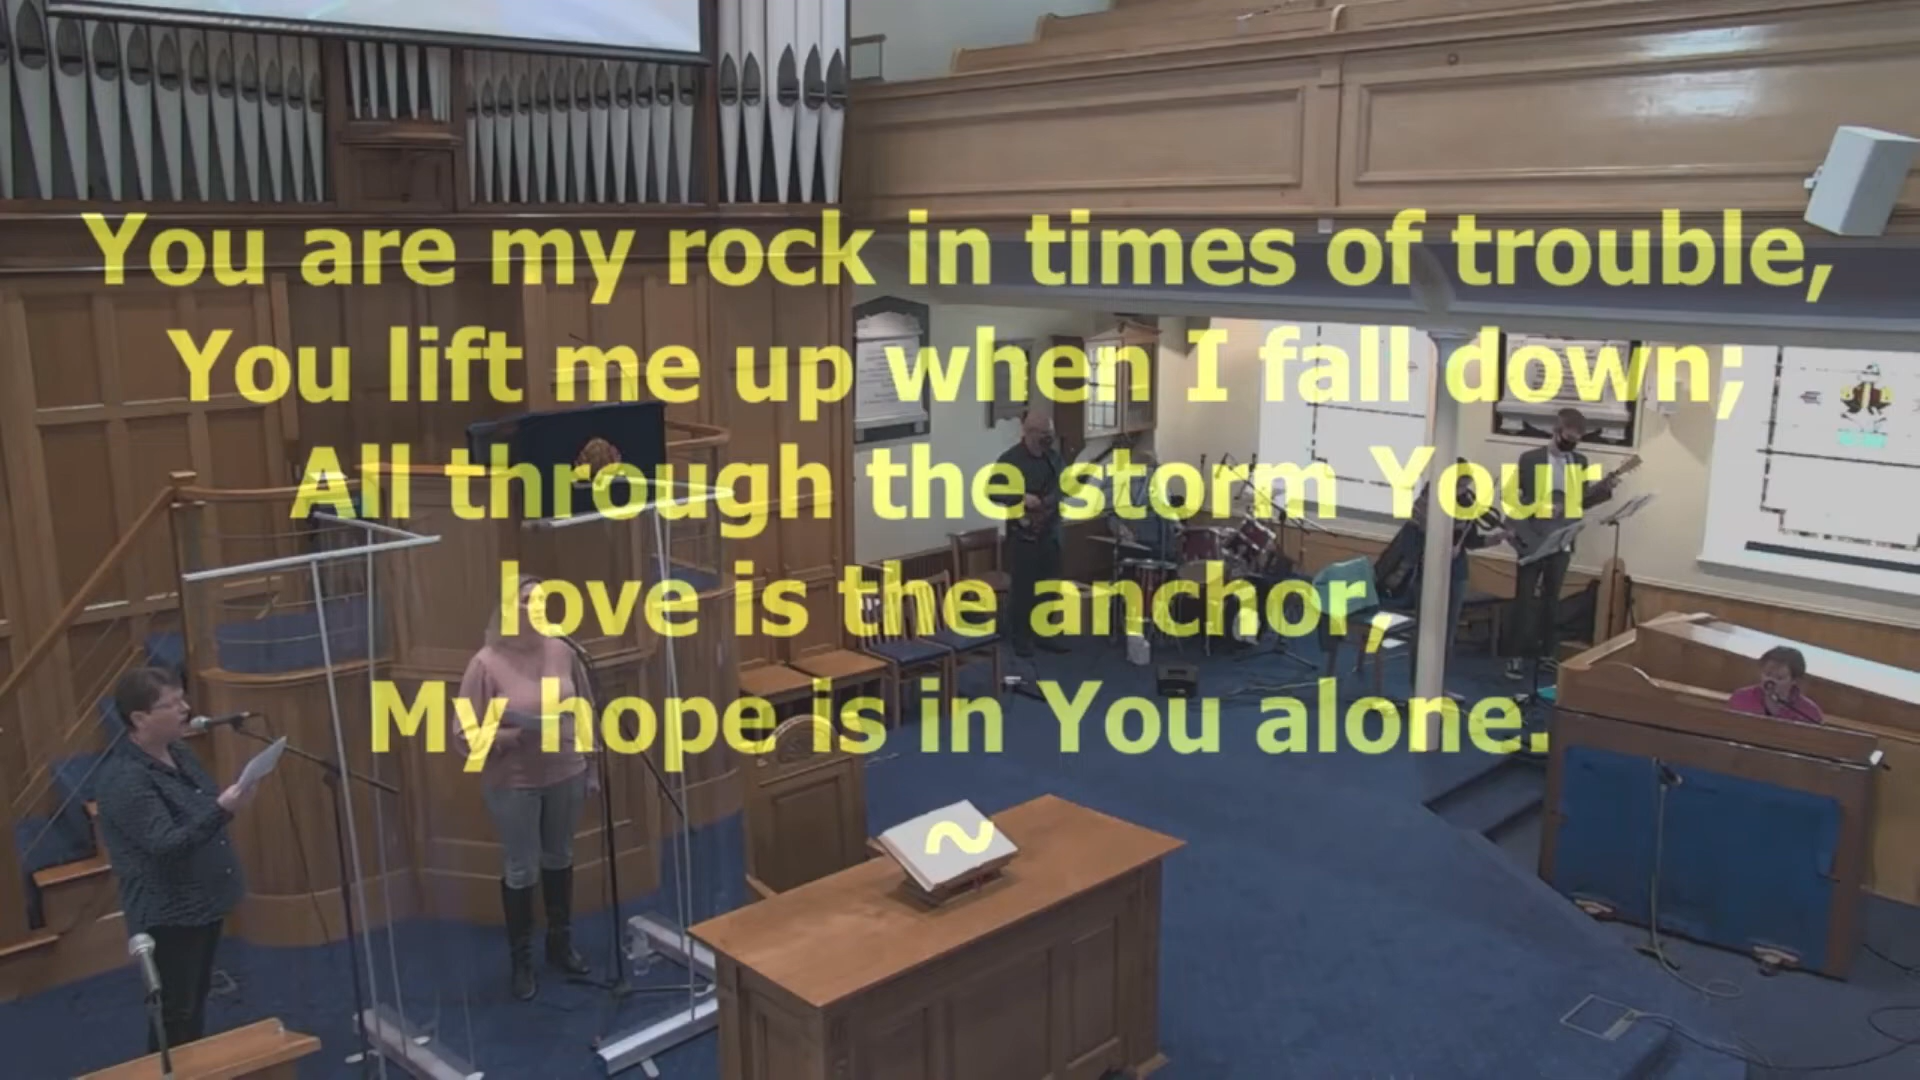 You are my rock in times of trouble,
You lift me up when I fall down;
All through the storm Your
love is the anchor,
My hope is in You alone.
~